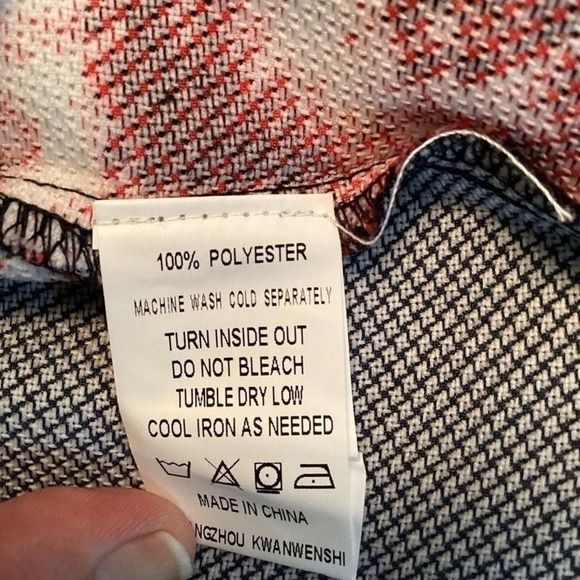 100% POLYESTER
MACHINE WASH COLD SEPARATELY
TURN INSIDE OUT
DO NOT BLEACH
TUMBLE DRY LOW
COOL IRON AS NEEDED
MADE IN CHINA
KWANWENSHI